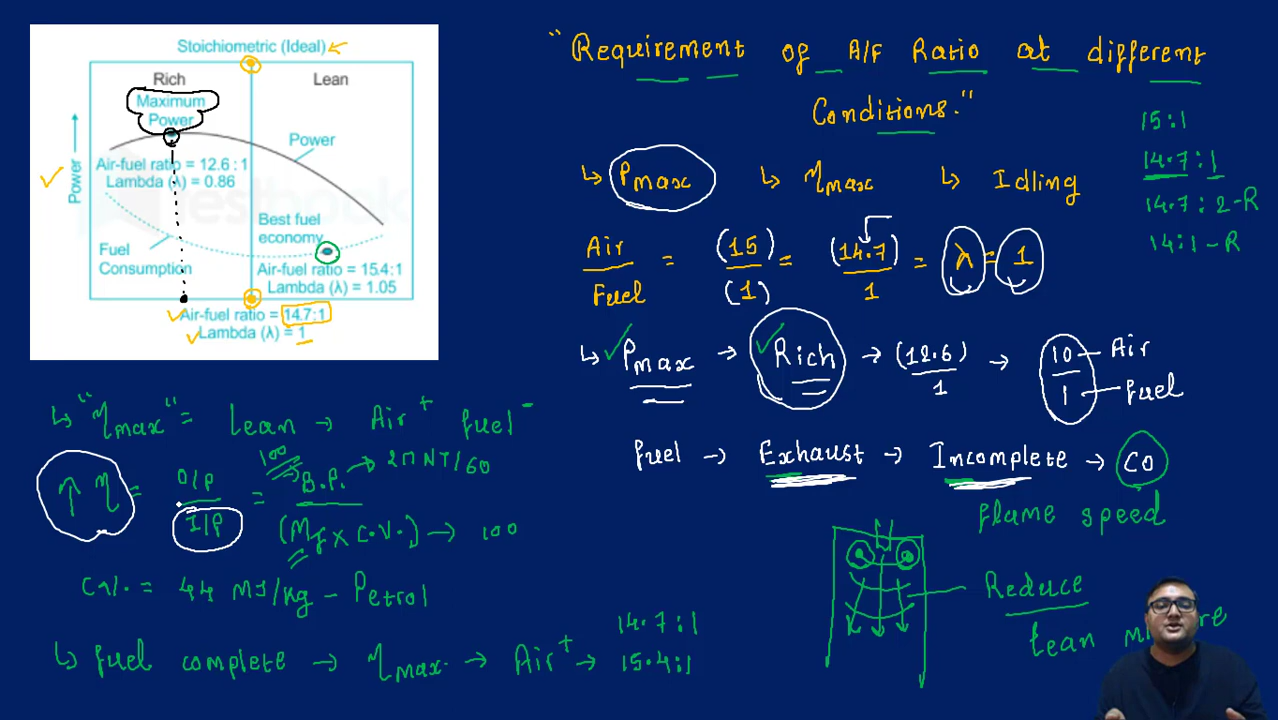 Stoichiometric (Ideal)
Rich
Lean
Maximum
Power
Power
Power
Air-fuel ratio = 12.6:1
Lambda (λ) = 0.86
Best fuel
economy
Fuel
Consumption
Air-fuel ratio = 15.4:1
Lambda (λ) = 1.05
Air-fuel ratio = 14.7:1
Lambda (λ) = 1
"Requirement of A/F Ratio at different
Conditions."
15:1
14.7:1
14.7:2-R
14:1-R
↳ Pmax ↳ ηmax ↳ Idling
Air/Fuel = (15)/(1) = (14.7)/1 = λ = 1
↳ Pmax → Rich → (12.6)/1 → 10/1 Air fuel
fuel → Exhaust → Incomplete → CO
flame speed
Reduce
lean
↳ "ηmax" = Lean → Air+ fuel-
100
↑ η = O/P / I/P = B.P. → 2πNT/60
(Mf x C.V.) → 100
= 44 MJ/kg - Petrol
14.7:1
↳ fuel complete → ηmax. → Air+ → 15.4:1